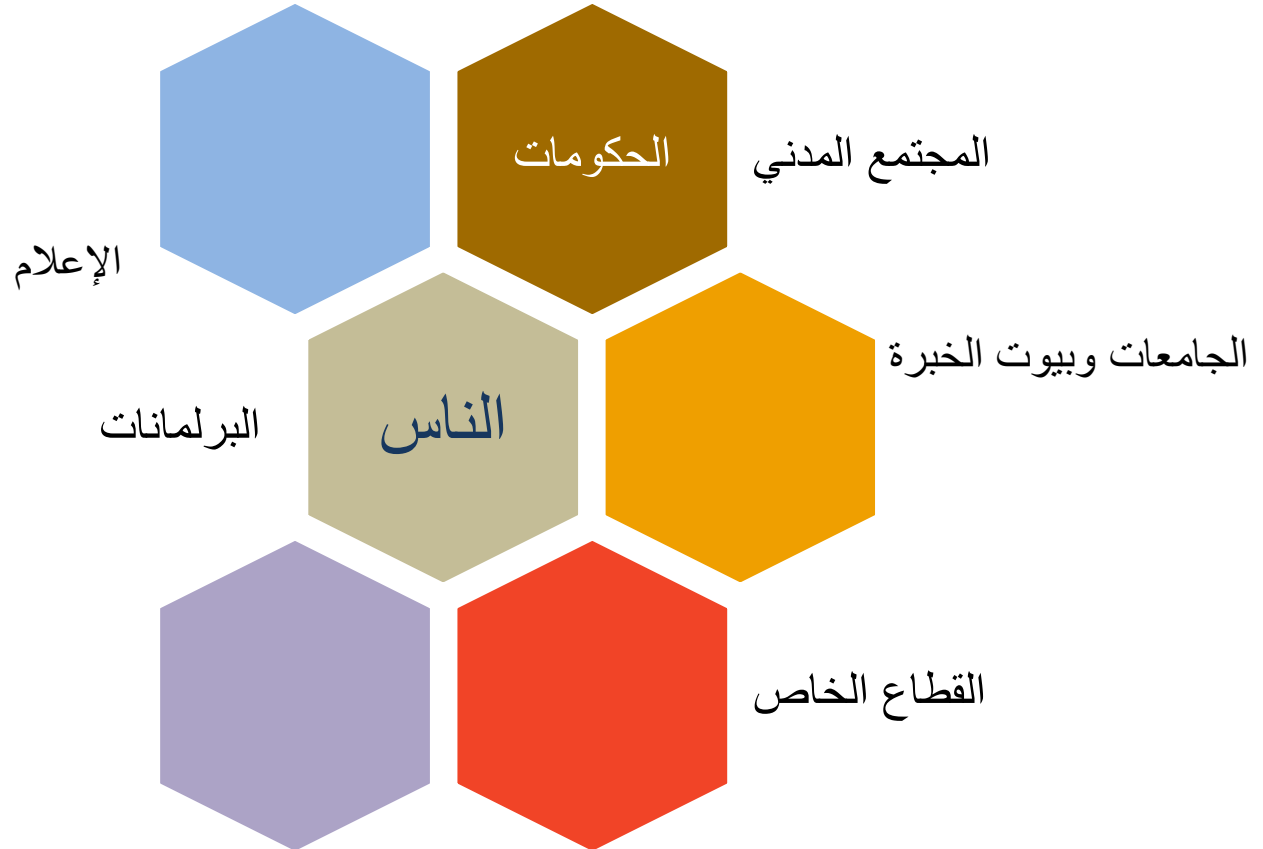 الحكومات
المجتمع المدني
الإعلام
الجامعات وبيوت الخبرة
الناس
البرلمانات
القطاع الخاص